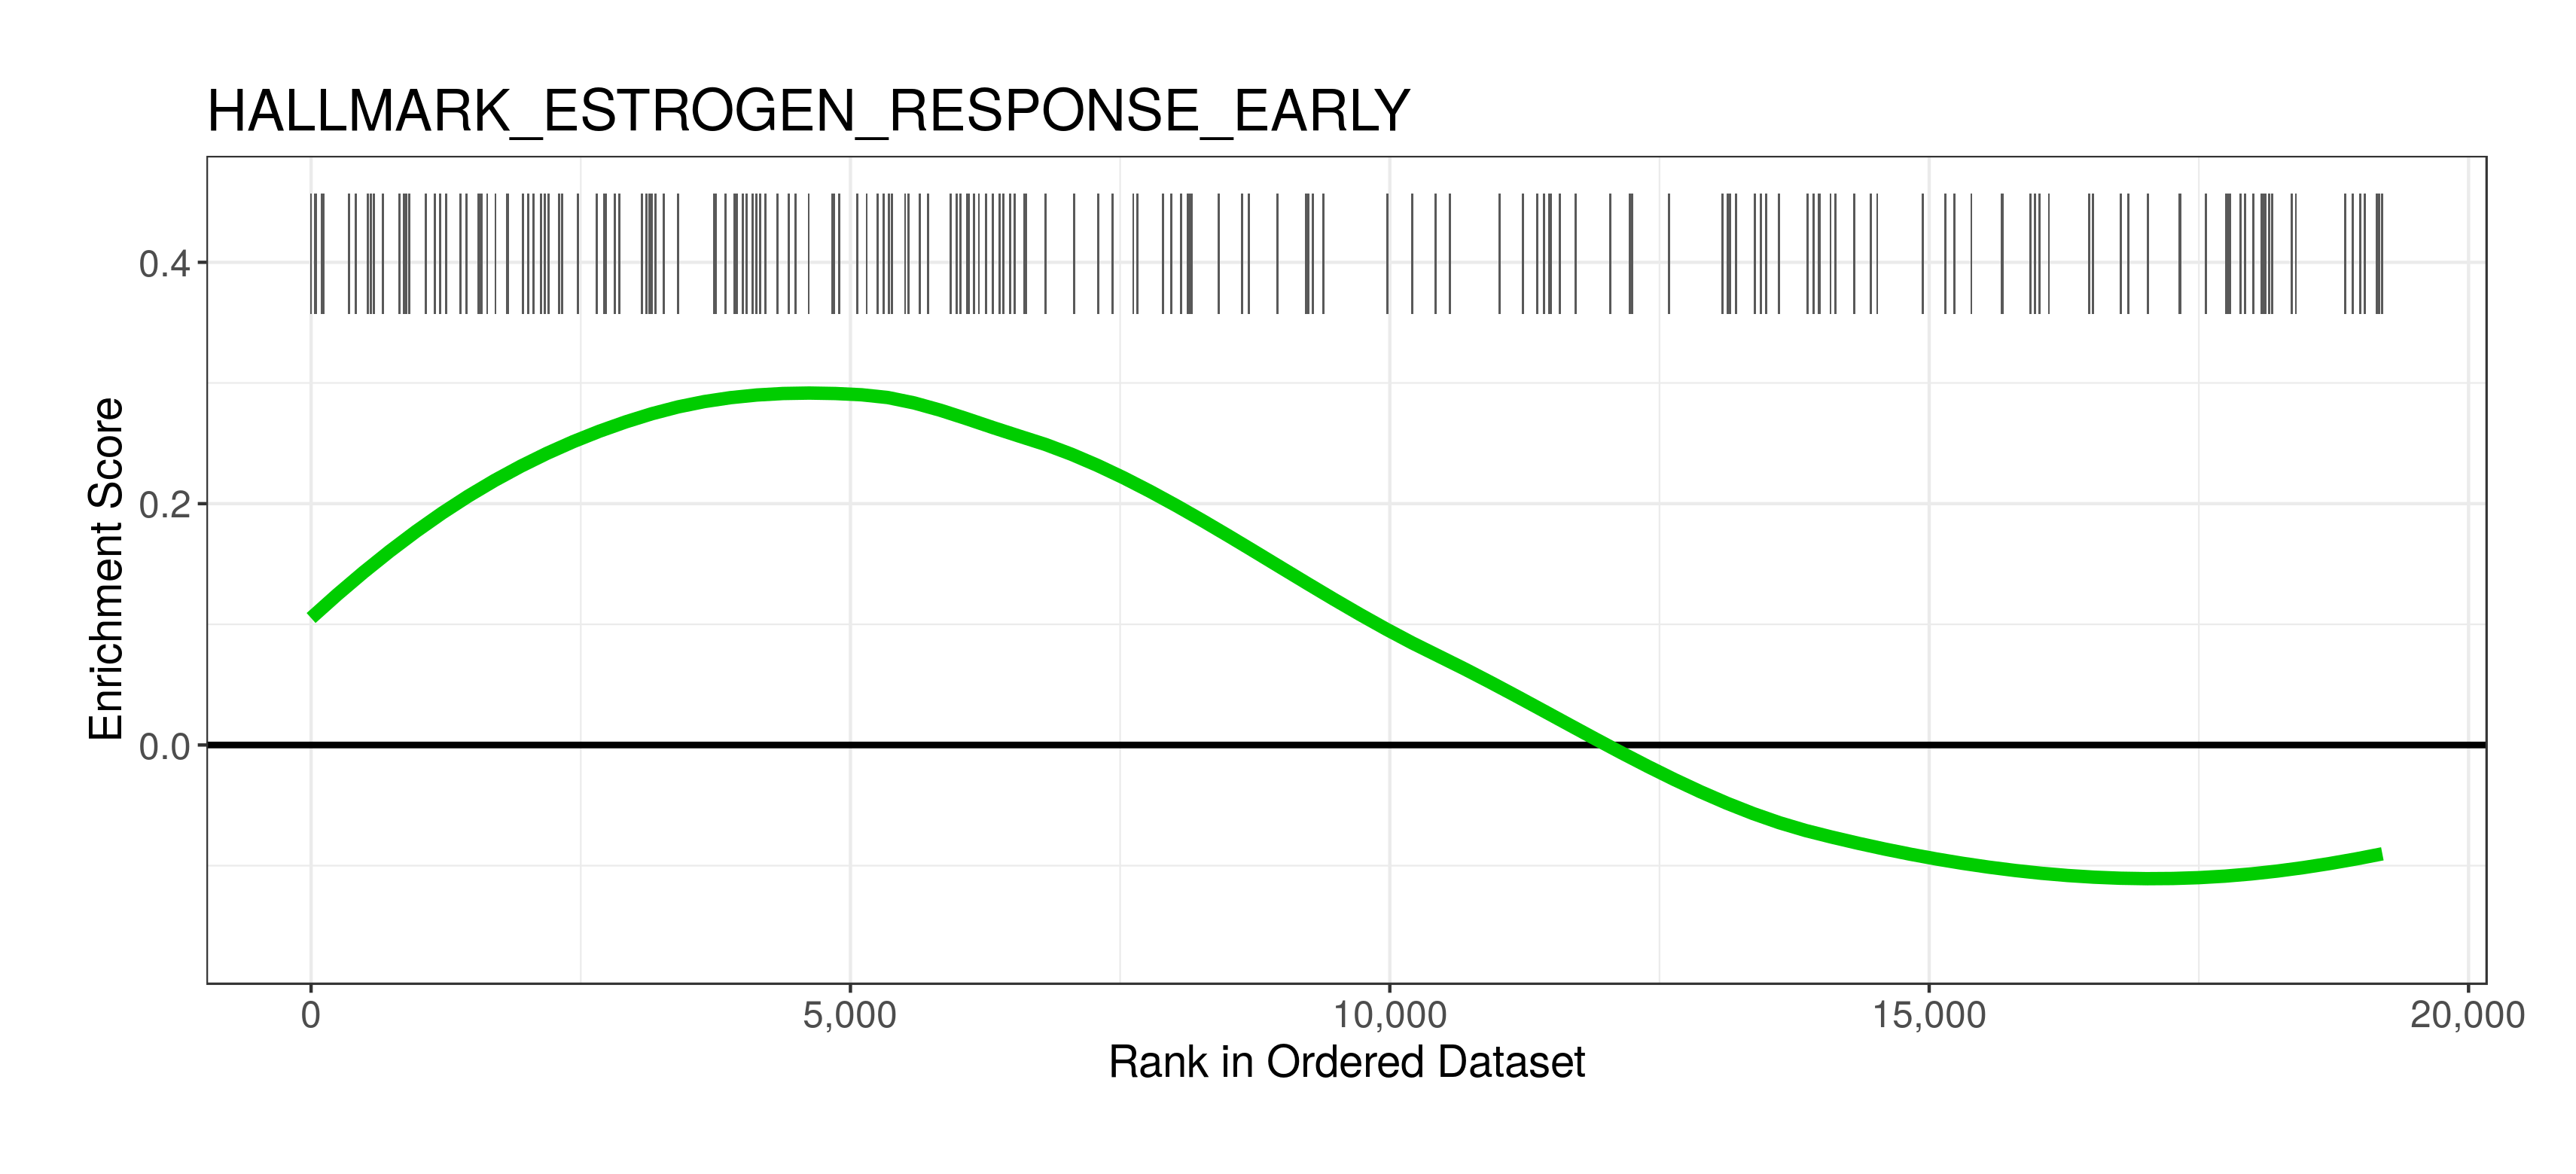 HALLMARK_ESTROGEN_RESPONSE_EARLY
Enrichment Score
0.4
0.2
0.0
0
5,000
10,000
15,000
20,000
Rank in Ordered Dataset